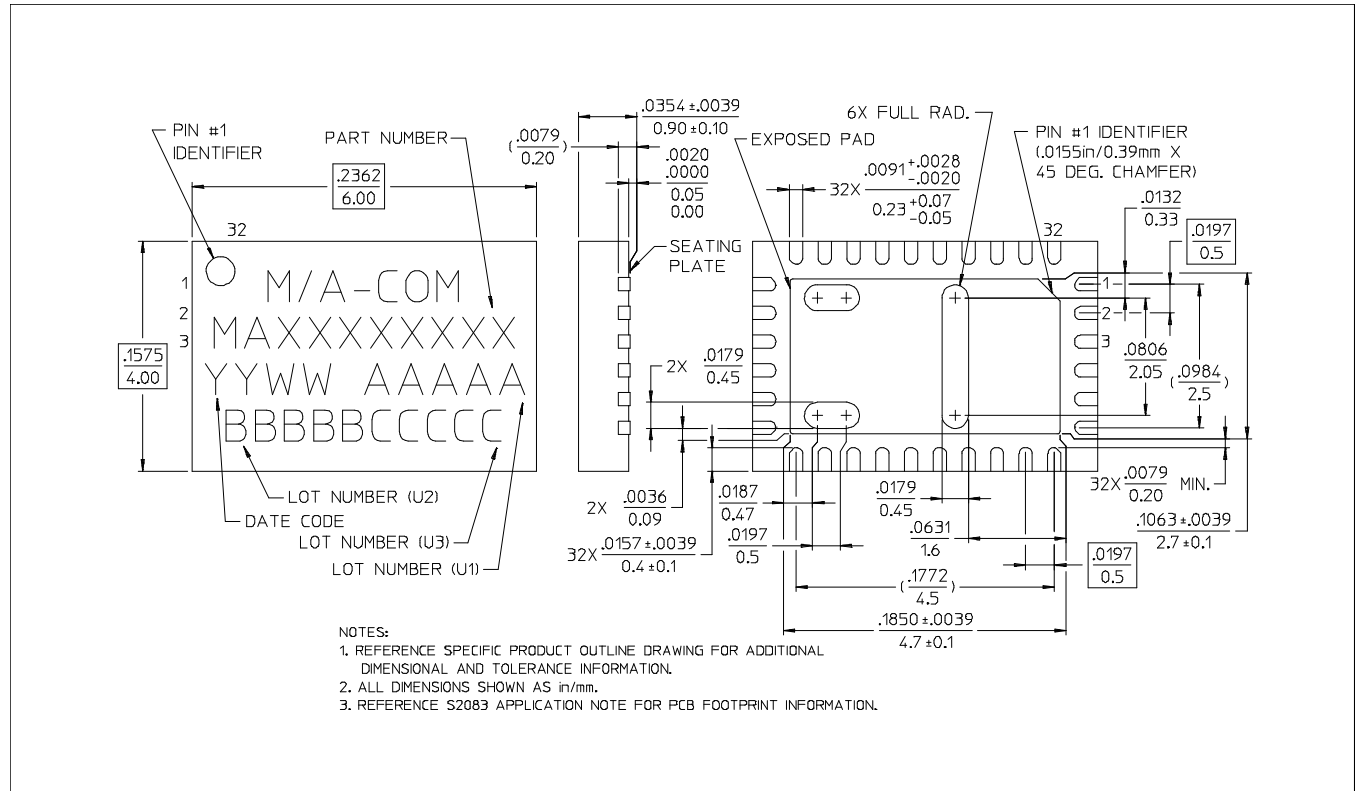 PIN #1
IDENTIFIER
PART NUMBER
.2362
6.00
32
1
2
3
.1575
4.00
M/A-COM
MAXXXXXXXXX
YYWW AAAAA
BBBBBCCCCC
LOT NUMBER (U2)
DATE CODE
LOT NUMBER (U3)
LOT NUMBER (U1)
.0354 ±.0039
0.90 ±0.10
(.0079
0.20)
.0020
.0000
0.05
0.00
SEATING
PLATE
EXPOSED PAD
6X FULL RAD.
PIN #1 IDENTIFIER
(.0155in/0.39mm X
45 DEG. CHAMFER)
32X .0091 +.0028 -.0020
0.23 +0.07 -0.05
32
.0132
0.33
.0197
0.5
1
2
3
2X .0179
0.45
.0806
2.05
(.0984
2.5)
2X .0036
0.09
32X .0157 ±.0039
0.4 ±0.1
.0187
0.47
.0197
0.5
.0179
0.45
.0631
1.6
32X .0079 MIN.
0.20
.1063 ±.0039
2.7 ±0.1
.0197
0.5
(.1772
4.5)
.1850 ±.0039
4.7 ±0.1
NOTES:
1. REFERENCE SPECIFIC PRODUCT OUTLINE DRAWING FOR ADDITIONAL
DIMENSIONAL AND TOLERANCE INFORMATION.
2. ALL DIMENSIONS SHOWN AS in/mm.
3. REFERENCE S2083 APPLICATION NOTE FOR PCB FOOTPRINT INFORMATION.